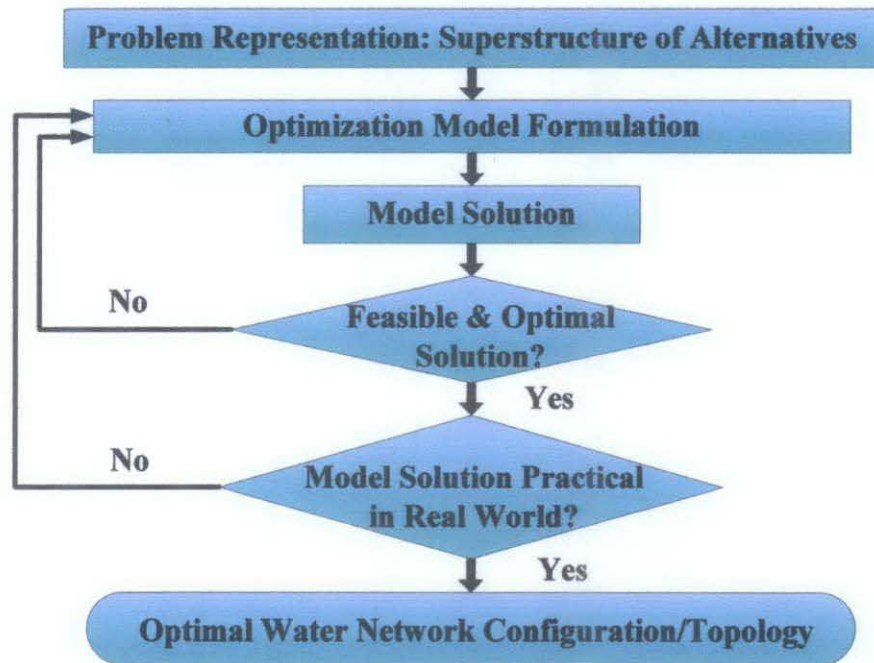 Problem Representation: Superstructure of Alternatives
Optimization Model Formulation
Model Solution
No
Feasible & Optimal
Solution?
Yes
No
Model Solution Practical
in Real World?
Yes
Optimal Water Network Configuration/Topology